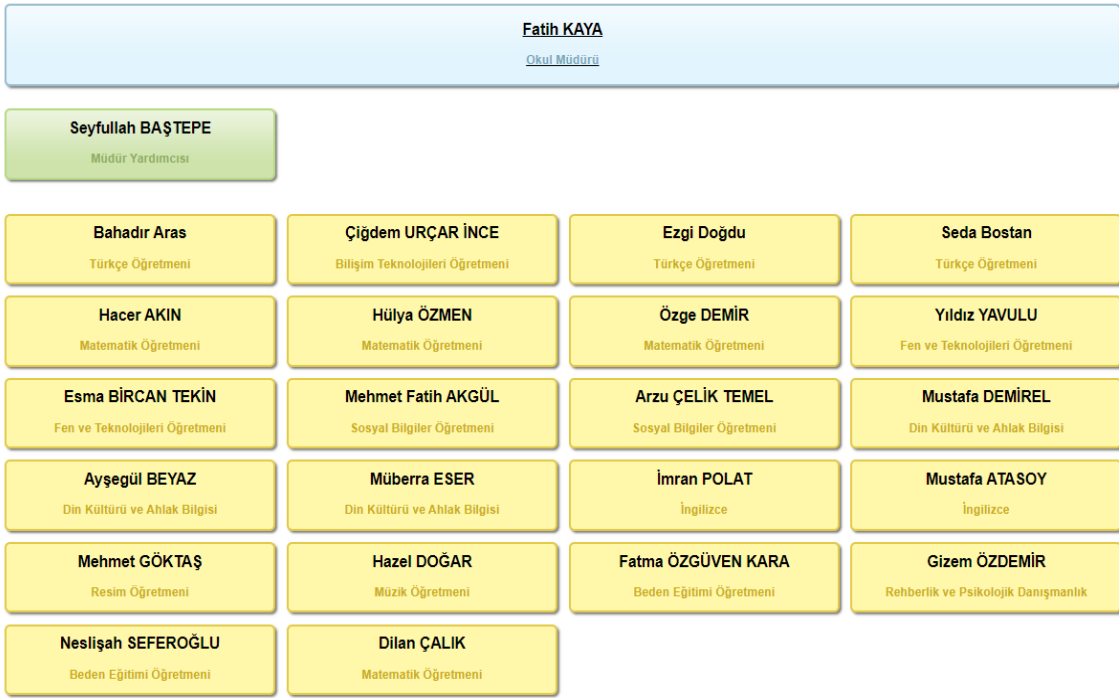 Fatih KAYA
Okul Müdürü
Seyfullah BAŞTEPE
Müdür Yardımcısı
Bahadır Aras
Türkçe Öğretmeni
Çiğdem URÇAR İNCE
Bilişim Teknolojileri Öğretmeni
Ezgi Doğdu
Türkçe Öğretmeni
Seda Bostan
Türkçe Öğretmeni
Hacer AKIN
Matematik Öğretmeni
Hülya ÖZMEN
Matematik Öğretmeni
Özge DEMİR
Matematik Öğretmeni
Yıldız YAVULU
Fen ve Teknolojileri Öğretmeni
Esma BİRCAN TEKİN
Fen ve Teknolojileri Öğretmeni
Mehmet Fatih AKGÜL
Sosyal Bilgiler Öğretmeni
Arzu ÇELİK TEMEL
Sosyal Bilgiler Öğretmeni
Mustafa DEMİREL
Din Kültürü ve Ahlak Bilgisi
Ayşegül BEYAZ
Din Kültürü ve Ahlak Bilgisi
Müberra ESER
Din Kültürü ve Ahlak Bilgisi
İmran POLAT
İngilizce
Mustafa ATASOY
İngilizce
Mehmet GÖKTAŞ
Resim Öğretmeni
Hazel DOĞAR
Müzik Öğretmeni
Fatma ÖZGÜVEN KARA
Beden Eğitimi Öğretmeni
Gizem ÖZDEMİR
Rehberlik ve Psikolojik Danışmanlık
Neslişah SEFEROĞLU
Beden Eğitimi Öğretmeni
Dilan ÇALIK
Matematik Öğretmeni